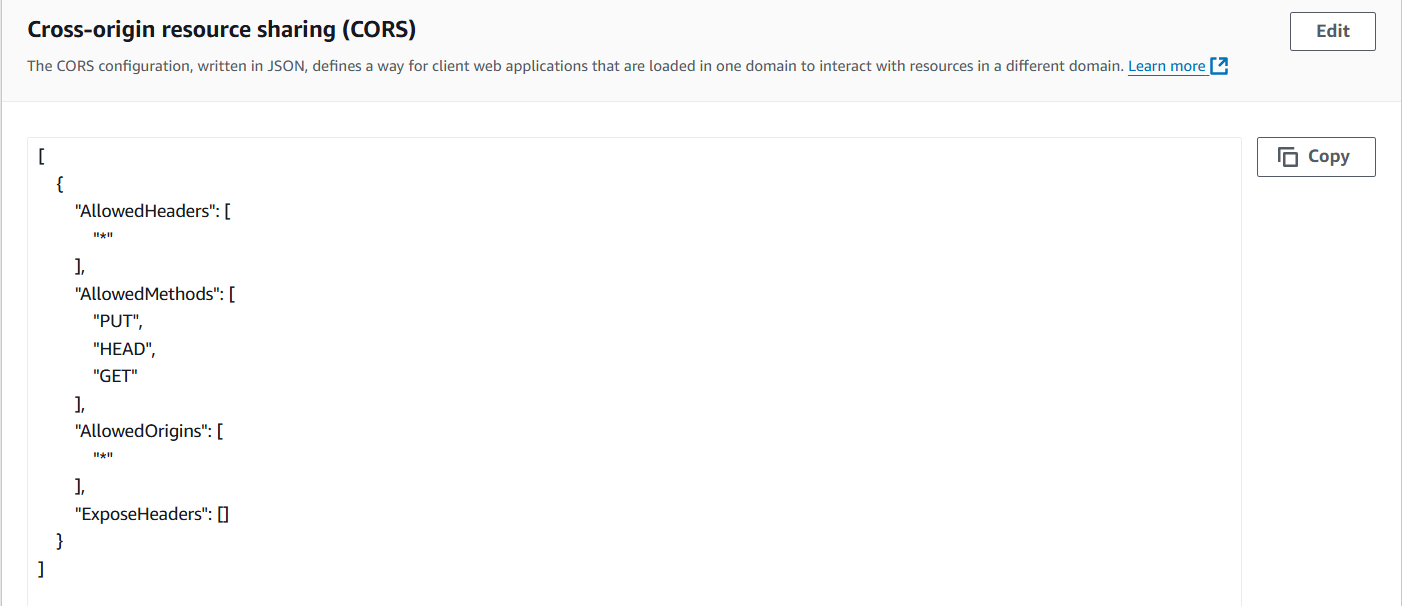 Cross-origin resource sharing (CORS)
Edit
The CORS configuration, written in JSON, defines a way for client web applications that are loaded in one domain to interact with resources in a different domain. Learn more
Copy
[
{
"AllowedHeaders": [
"*"
],
"AllowedMethods": [
"PUT",
"HEAD",
"GET"
],
"AllowedOrigins": [
"*"
],
"ExposeHeaders": []
}
]